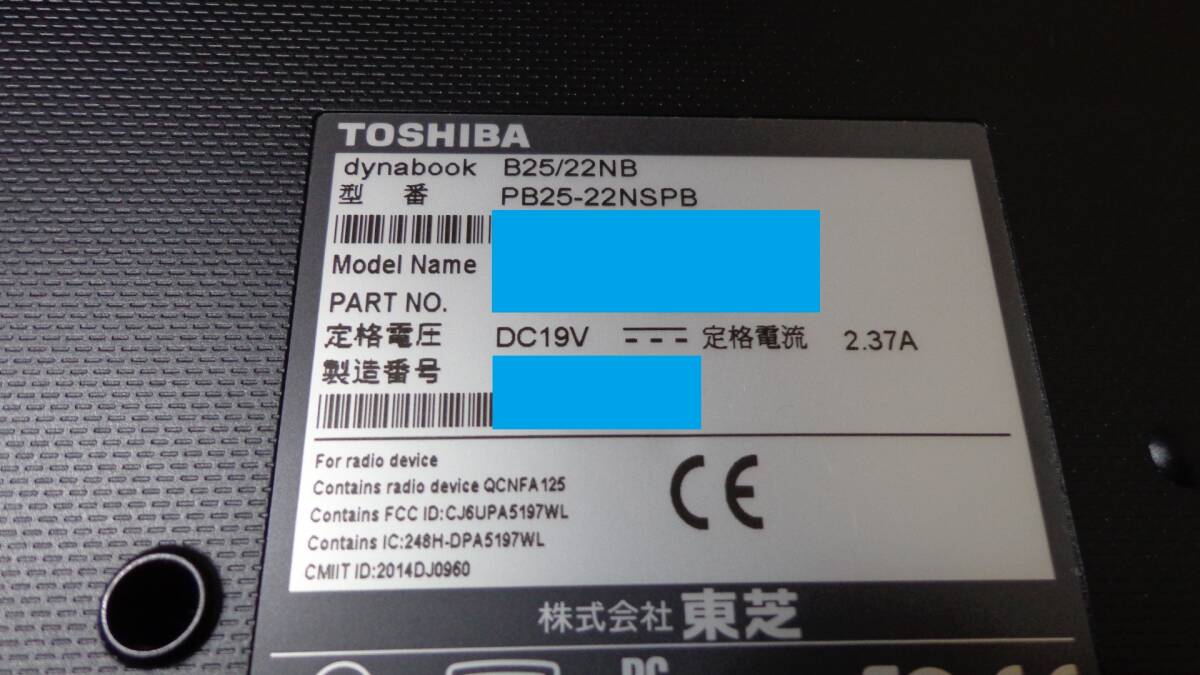 TOSHIBA
dynabook B25/22NB
型 番 PB25-22NSPB
Model Name
PART NO.
定格電圧 DC19V 定格電流 2.37A
製造番号
For radio device
Contains radio device QCNFA125
Contains FCC ID:CJ6UPA5197WL
Contains IC:248H-DPA5197WL
CMIIT ID:2014DJ0960
CE
株式会社 東芝
PC